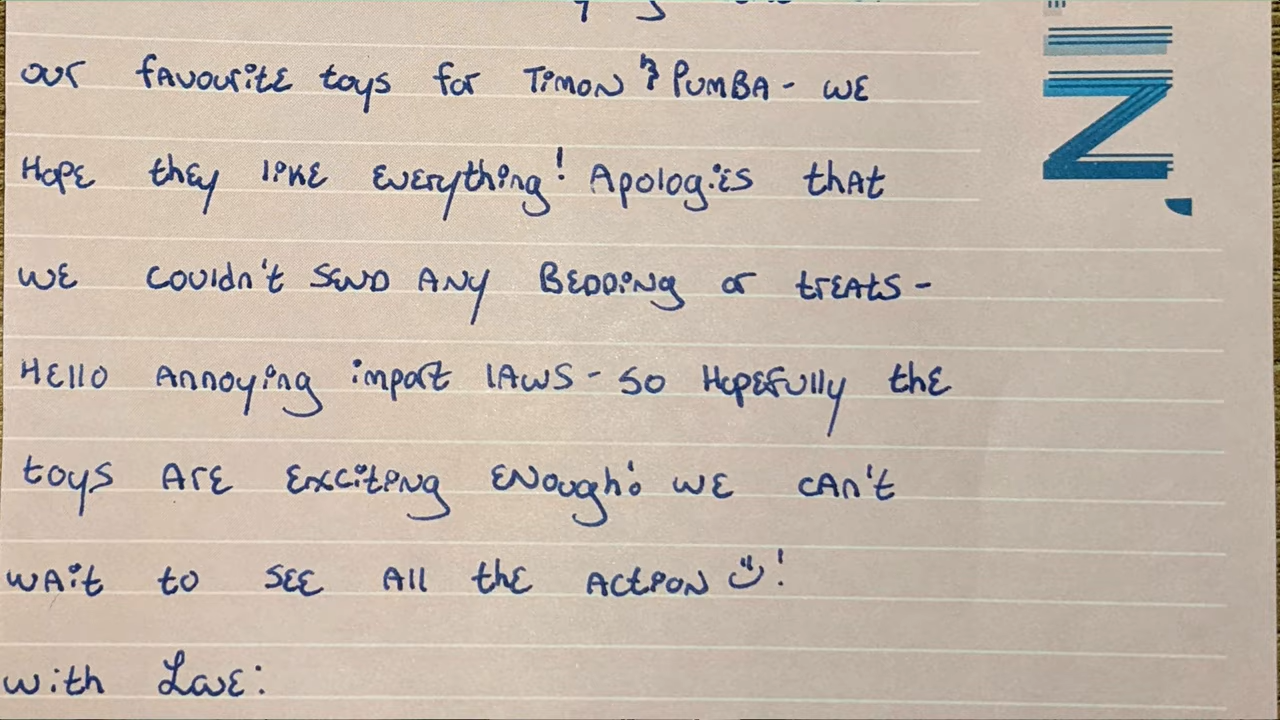 our favourite toys for Timon & Pumba - we
Hope they like everything! Apologies that
we couldn't send any Bedding or treats -
Hello annoying import laws - so Hopefully the
toys are exciting enough! we can't
wait to see all the action !
with Love: